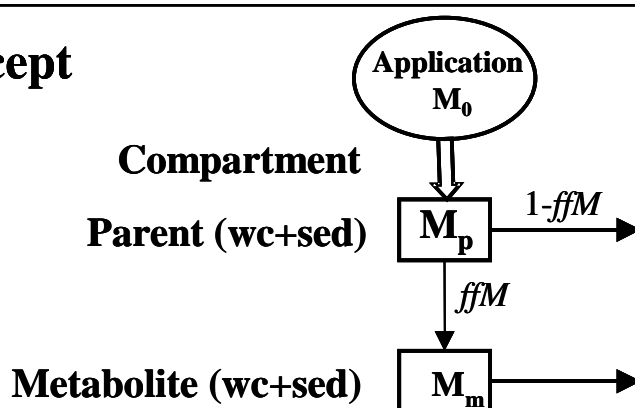 cept
Application
M₀
Compartment
Parent (wc+sed)
Mₚ
1-ffM
ffM
Metabolite (wc+sed)
Mₘ